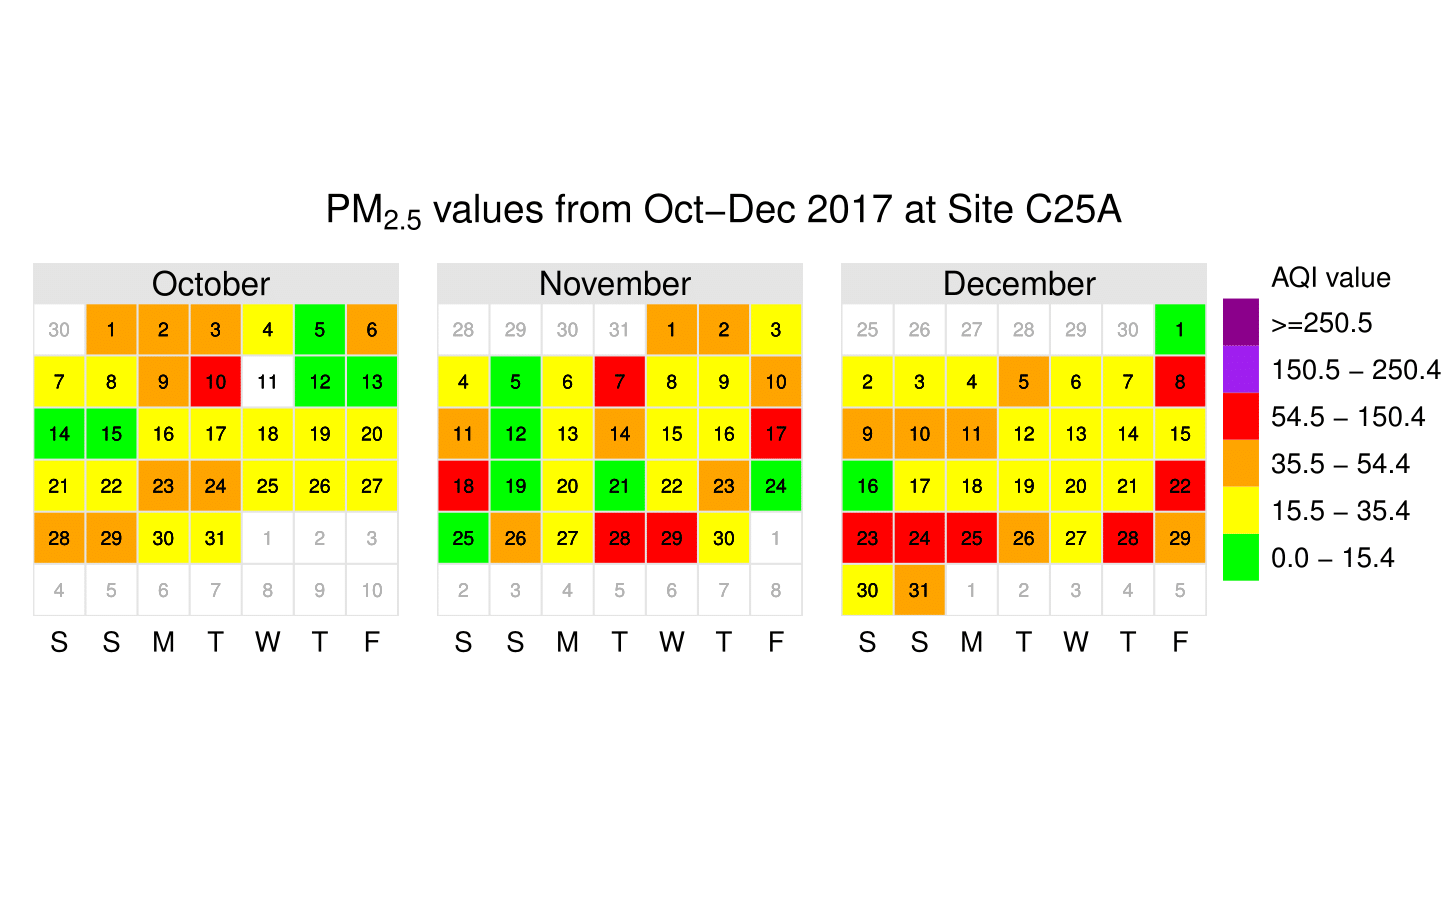 PM2.5 values from Oct−Dec 2017 at Site C25A
October
30 1 2 3 4 5 6
7 8 9 10 11 12 13
14 15 16 17 18 19 20
21 22 23 24 25 26 27
28 29 30 31 1 2 3
4 5 6 7 8 9 10
S S M T W T F
November
28 29 30 31 1 2 3
4 5 6 7 8 9 10
11 12 13 14 15 16 17
18 19 20 21 22 23 24
25 26 27 28 29 30 1
2 3 4 5 6 7 8
S S M T W T F
December
25 26 27 28 29 30 1
2 3 4 5 6 7 8
9 10 11 12 13 14 15
16 17 18 19 20 21 22
23 24 25 26 27 28 29
30 31 1 2 3 4 5
S S M T W T F
AQI value
>=250.5
150.5 − 250.4
54.5 − 150.4
35.5 − 54.4
15.5 − 35.4
0.0 − 15.4